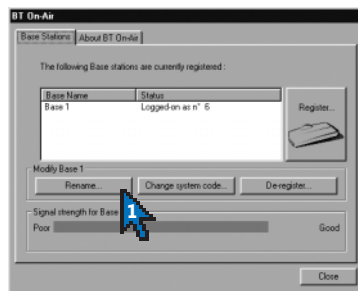 BT On-Air
Base Stations About BT On-Air
The following Base stations are currently registered :
Base Name Status
Base 1 Logged-on as n° 6
Register...
Modify Base 1
Rename... Change system code... De-register...
Signal strength for Base
Poor Good
1
Close